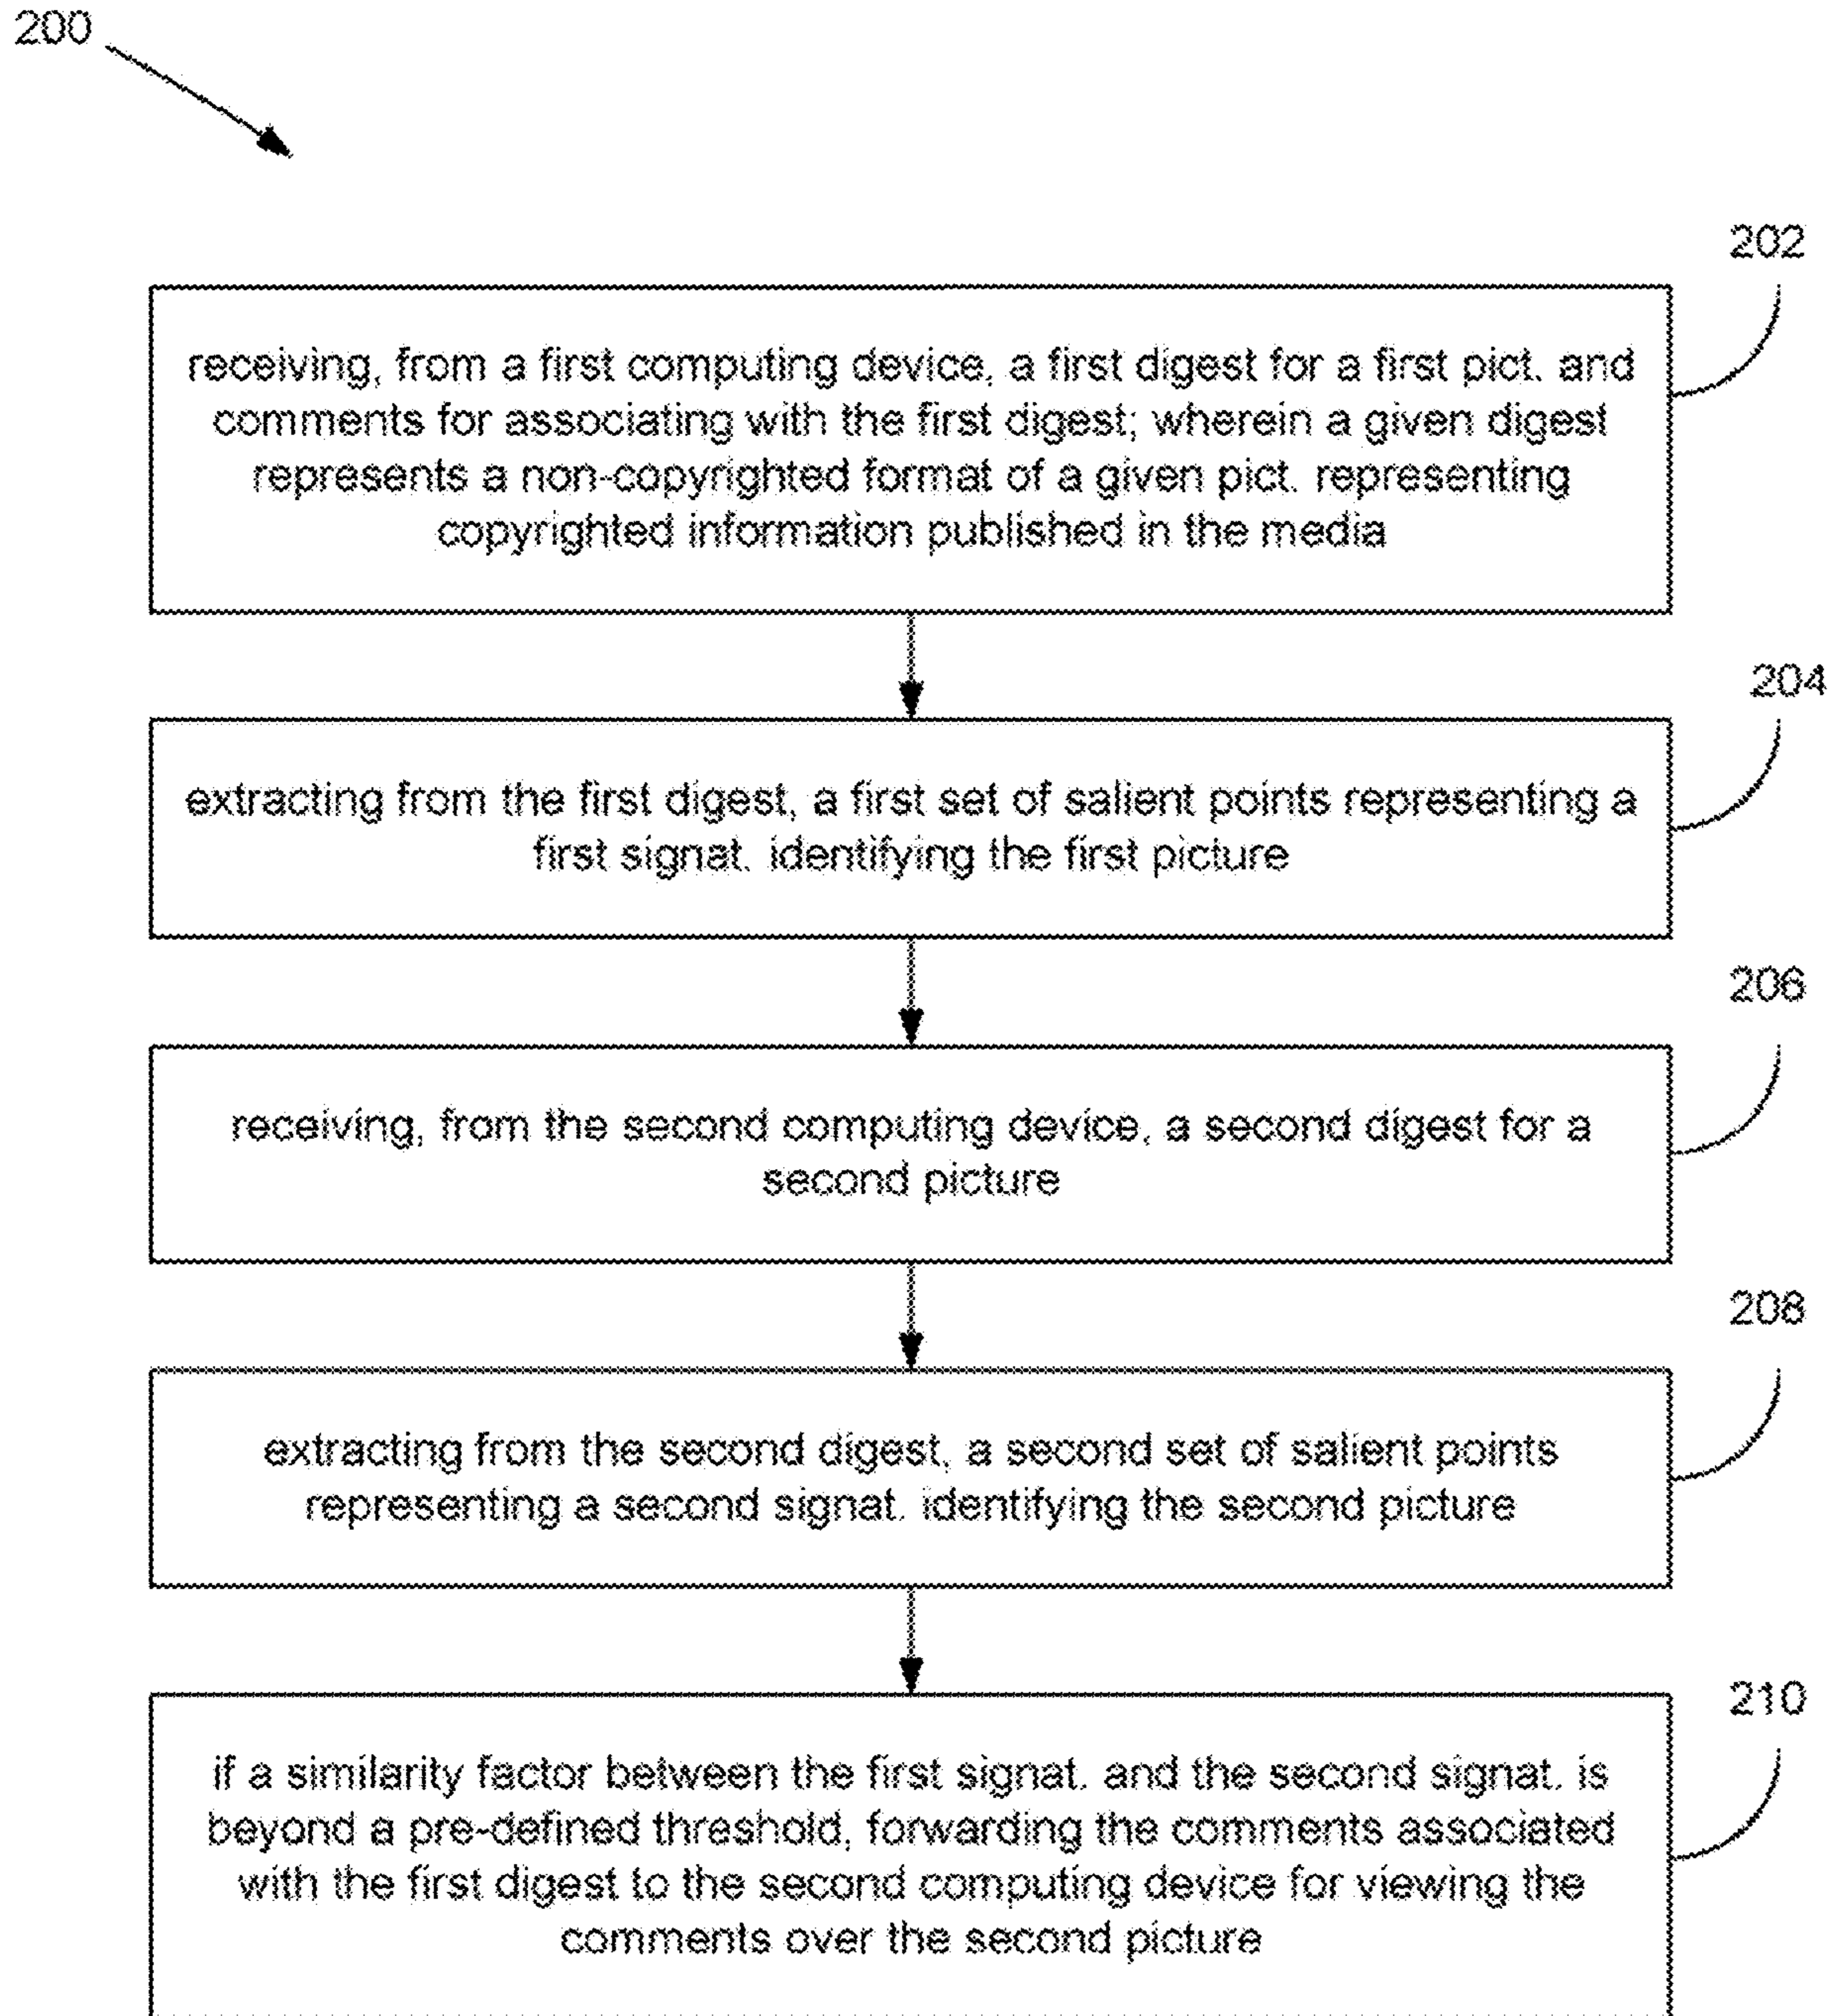 200
202
receiving, from a first computing device, a first digest for a first pict. and
comments for associating with the first digest; wherein a given digest
represents a non-copyrighted format of a given pict. representing
copyrighted information published in the media
204
extracting from the first digest, a first set of salient points representing a
first signat. identifying the first picture
206
receiving, from the second computing device, a second digest for a
second picture
208
extracting from the second digest, a second set of salient points
representing a second signat. identifying the second picture
210
if a similarity factor between the first signat. and the second signat. is
beyond a pre-defined threshold, forwarding the comments associated
with the first digest to the second computing device for viewing the
comments over the second picture